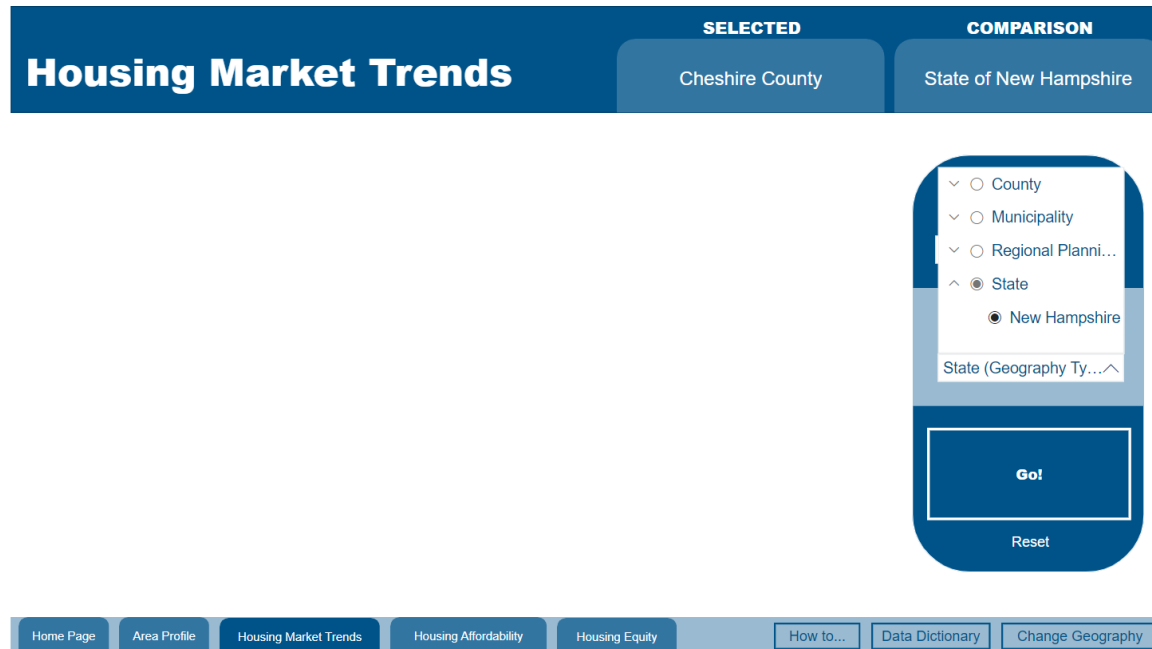 SELECTED
COMPARISON
Housing Market Trends
Cheshire County
State of New Hampshire
County
Municipality
Regional Planni...
State
New Hampshire
State (Geography Ty...
Go!
Reset
Home Page
Area Profile
Housing Market Trends
Housing Affordability
Housing Equity
How to...
Data Dictionary
Change Geography